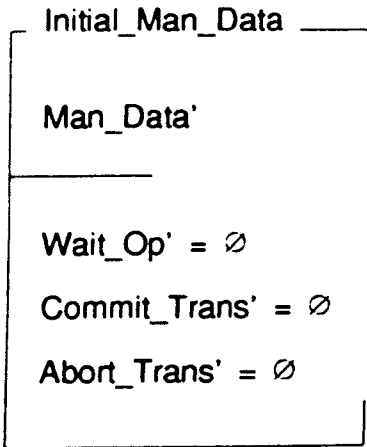 Initial_Man_Data
Man_Data'
Wait_Op' = ∅
Commit_Trans' = ∅
Abort_Trans' = ∅